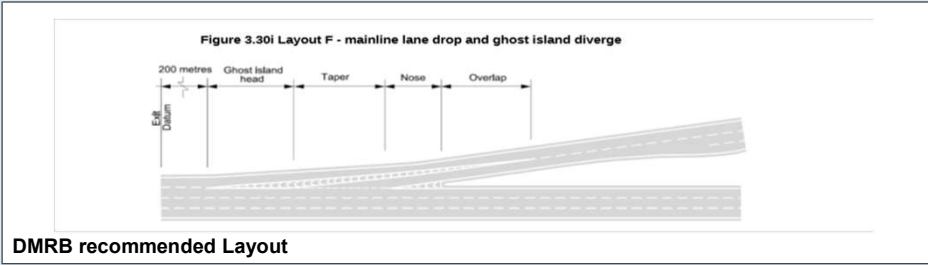 Figure 3.30i Layout F - mainline lane drop and ghost island diverge
200 metres Ghost Island head Taper Nose Overlap
Exit Datum
DMRB recommended Layout